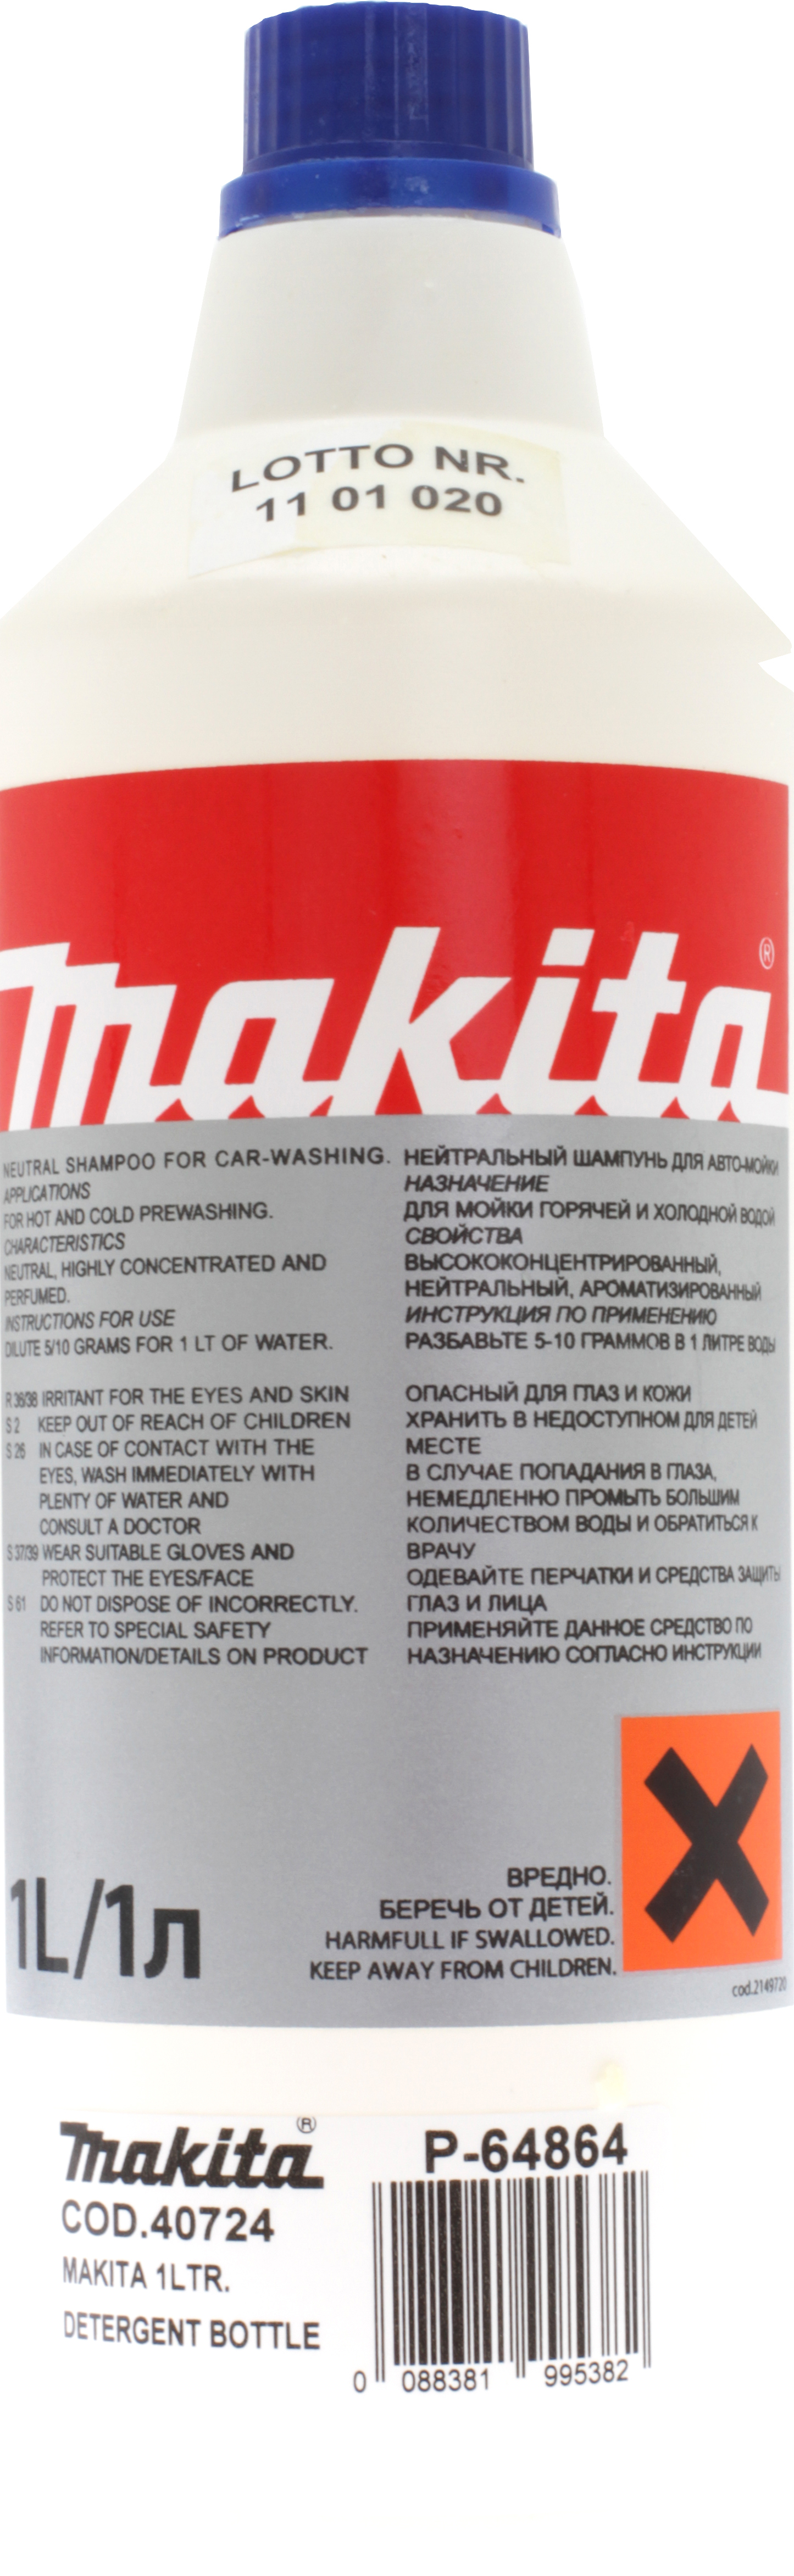 LOTTO NR.
11 01 020
makita®
NEUTRAL SHAMPOO FOR CAR-WASHING.
APPLICATIONS
FOR HOT AND COLD PREWASHING.
CHARACTERISTICS
NEUTRAL, HIGHLY CONCENTRATED AND
PERFUMED.
INSTRUCTIONS FOR USE
DILUTE 5/10 GRAMS FOR 1 LT OF WATER.
R 36/38 IRRITANT FOR THE EYES AND SKIN
S 2 KEEP OUT OF REACH OF CHILDREN
S 26 IN CASE OF CONTACT WITH THE
EYES, WASH IMMEDIATELY WITH
PLENTY OF WATER AND
CONSULT A DOCTOR
S 37/39 WEAR SUITABLE GLOVES AND
PROTECT THE EYES/FACE
S 61 DO NOT DISPOSE OF INCORRECTLY.
REFER TO SPECIAL SAFETY
INFORMATION/DETAILS ON PRODUCT
НЕЙТРАЛЬНЫЙ ШАМПУНЬ ДЛЯ АВТО-МОЙКИ
НАЗНАЧЕНИЕ
ДЛЯ МОЙКИ ГОРЯЧЕЙ И ХОЛОДНОЙ ВОДОЙ
СВОЙСТВА
ВЫСОКОКОНЦЕНТРИРОВАННЫЙ,
НЕЙТРАЛЬНЫЙ, АРОМАТИЗИРОВАННЫЙ
ИНСТРУКЦИЯ ПО ПРИМЕНЕНИЮ
РАЗБАВЬТЕ 5-10 ГРАММОВ В 1 ЛИТРЕ ВОДЫ
ОПАСНЫЙ ДЛЯ ГЛАЗ И КОЖИ
ХРАНИТЬ В НЕДОСТУПНОМ ДЛЯ ДЕТЕЙ
МЕСТЕ
В СЛУЧАЕ ПОПАДАНИЯ В ГЛАЗА,
НЕМЕДЛЕННО ПРОМЫТЬ БОЛЬШИМ
КОЛИЧЕСТВОМ ВОДЫ И ОБРАТИТЬСЯ К
ВРАЧУ
ОДЕВАЙТЕ ПЕРЧАТКИ И СРЕДСТВА ЗАЩИТЫ
ГЛАЗ И ЛИЦА
ПРИМЕНЯЙТЕ ДАННОЕ СРЕДСТВО ПО
НАЗНАЧЕНИЮ СОГЛАСНО ИНСТРУКЦИИ
1L/1л
ВРЕДНО.
БЕРЕЧЬ ОТ ДЕТЕЙ.
HARMFULL IF SWALLOWED.
KEEP AWAY FROM CHILDREN.
cod.2149720
makita®
COD.40724
MAKITA 1LTR.
DETERGENT BOTTLE
P-64864
0 088381 995382